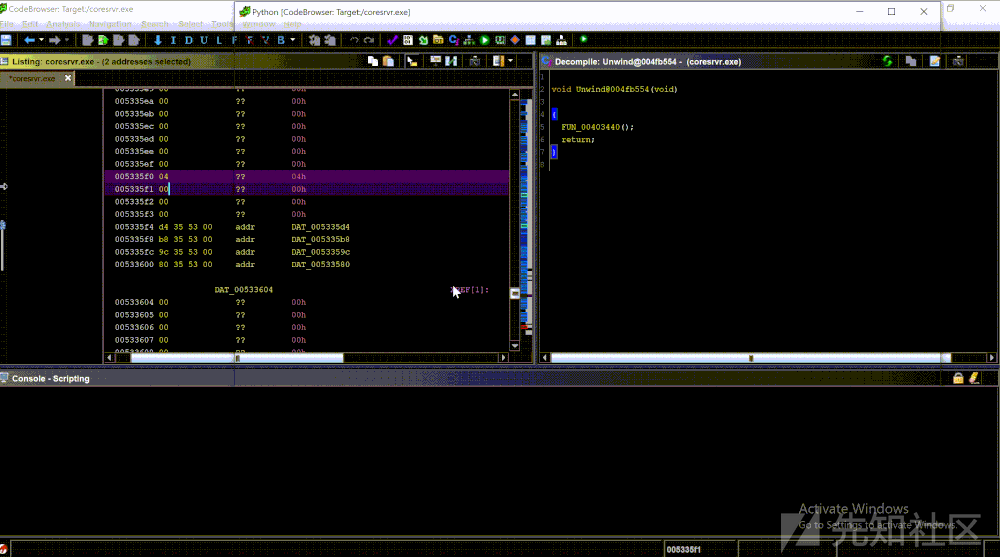 Target:/coresrvr.exe
Python [CodeBrowser: Target:/coresrvr.exe]
I D U L F
B
Listing: coresrvr.exe - (2 addresses selected)
Decompile: Unwind@004fb554 - (coresrvr.exe)
*coresrvr.exe
005335ea 00 ?? 00h
005335eb 00 ?? 00h
005335ec 00 ?? 00h
005335ed 00 ?? 00h
005335ee 00 ?? 00h
005335ef 00 ?? 00h
005335f0 04 ?? 04h
005335f1 00 ?? 00h
005335f2 00 ?? 00h
005335f3 00 ?? 00h
005335f4 d4 35 53 00 addr DAT_005335d4
005335f8 b8 35 53 00 addr DAT_005335b8
005335fc 9c 35 53 00 addr DAT_0053359c
00533600 80 35 53 00 addr DAT_00533580
DAT_00533604
00533604 00 ?? 00h
00533605 00 ?? 00h
00533606 00 ?? 00h
00533607 00 ?? 00h
1
2 void Unwind@004fb554(void)
3
4 {
5 FUN_00403440();
6 return;
7 }
8
Console - Scripting
Activate Windows
Go to Settings to activate Windows.
先知社区
005335f1